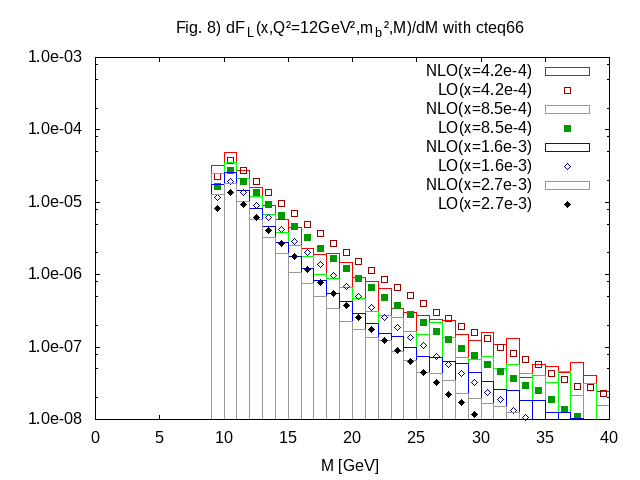 Fig. 8) dF_L(x,Q²=12GeV²,m_b²,M)/dM with cteq66
1.0e-03
1.0e-04
1.0e-05
1.0e-06
1.0e-07
1.0e-08
NLO(x=4.2e-4)
LO(x=4.2e-4)
NLO(x=8.5e-4)
LO(x=8.5e-4)
NLO(x=1.6e-3)
LO(x=1.6e-3)
NLO(x=2.7e-3)
LO(x=2.7e-3)
0 5 10 15 20 25 30 35 40
M [GeV]